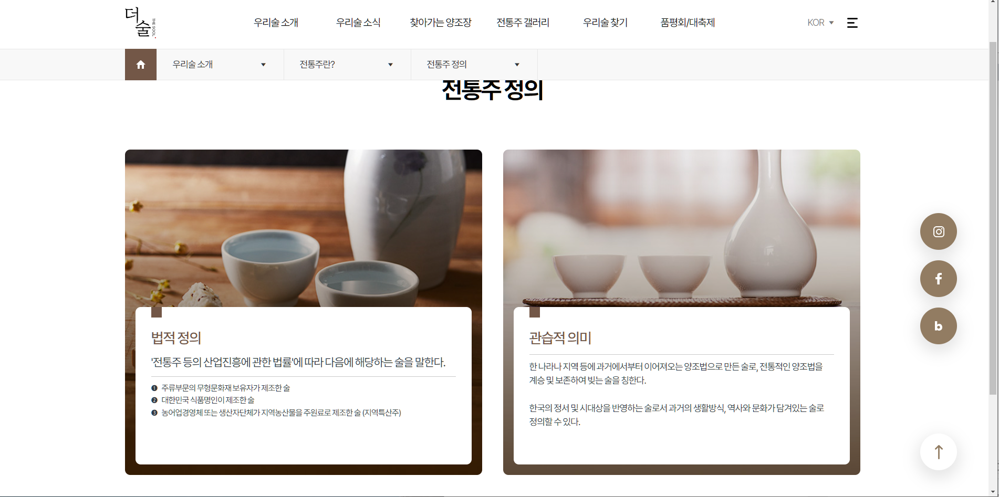 더술
THE SOOL
우리술 소개
우리술 소식
찾아가는 양조장
전통주 갤러리
우리술 찾기
품평회/대축제
KOR
우리술 소개
전통주란?
전통주 정의
전통주 정의
법적 정의
'전통주 등의 산업진흥에 관한 법률'에 따라 다음에 해당하는 술을 말한다.
❶ 주류부문의 무형문화재 보유자가 제조한 술
❷ 대한민국 식품명인이 제조한 술
❸ 농어업경영체 또는 생산자단체가 지역농산물을 주원료로 제조한 술 (지역특산주)
관습적 의미
한 나라나 지역 등에 과거에서부터 이어져오는 양조법으로 만든 술로, 전통적인 양조법을
계승 및 보존하여 빚는 술을 칭한다.
한국의 정서 및 시대상을 반영하는 술로서 과거의 생활방식, 역사와 문화가 담겨있는 술로
정의할 수 있다.
f
b